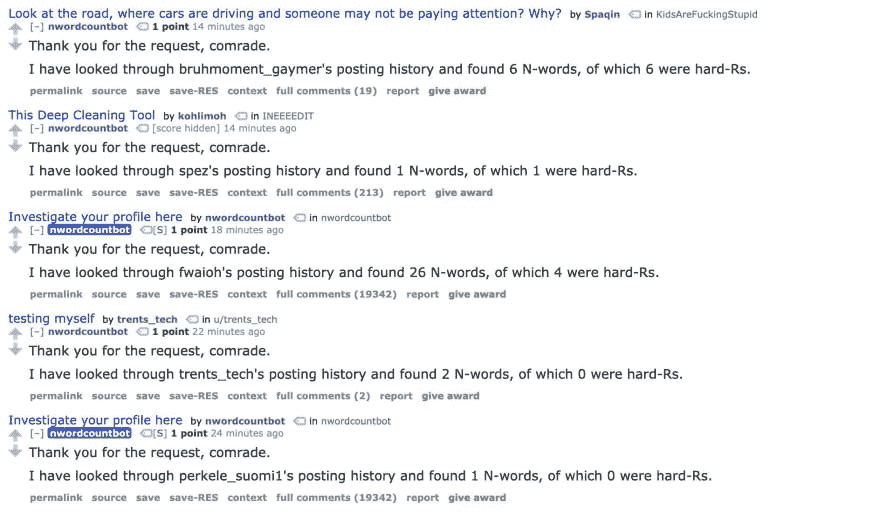 Look at the road, where cars are driving and someone may not be paying attention? Why? by Spaqin in KidsAreFuckingStupid
[–] nwordcountbot 1 point 14 minutes ago
Thank you for the request, comrade.
I have looked through bruhmoment_gaymer's posting history and found 6 N-words, of which 6 were hard-Rs.
permalink source save save-RES context full comments (19) report give award
This Deep Cleaning Tool by kohlimoh in INEEEEDIT
[–] nwordcountbot [score hidden] 14 minutes ago
Thank you for the request, comrade.
I have looked through spez's posting history and found 1 N-words, of which 1 were hard-Rs.
permalink source save save-RES context full comments (213) report give award
Investigate your profile here by nwordcountbot in nwordcountbot
[–] nwordcountbot [S] 1 point 18 minutes ago
Thank you for the request, comrade.
I have looked through fwaioh's posting history and found 26 N-words, of which 4 were hard-Rs.
permalink source save save-RES context full comments (19342) report give award
testing myself by trents_tech in u/trents_tech
[–] nwordcountbot 1 point 22 minutes ago
Thank you for the request, comrade.
I have looked through trents_tech's posting history and found 2 N-words, of which 0 were hard-Rs.
permalink source save save-RES context full comments (2) report give award
Investigate your profile here by nwordcountbot in nwordcountbot
[–] nwordcountbot [S] 1 point 24 minutes ago
Thank you for the request, comrade.
I have looked through perkele_suomi1's posting history and found 1 N-words, of which 0 were hard-Rs.
permalink source save save-RES context full comments (19342) report give award